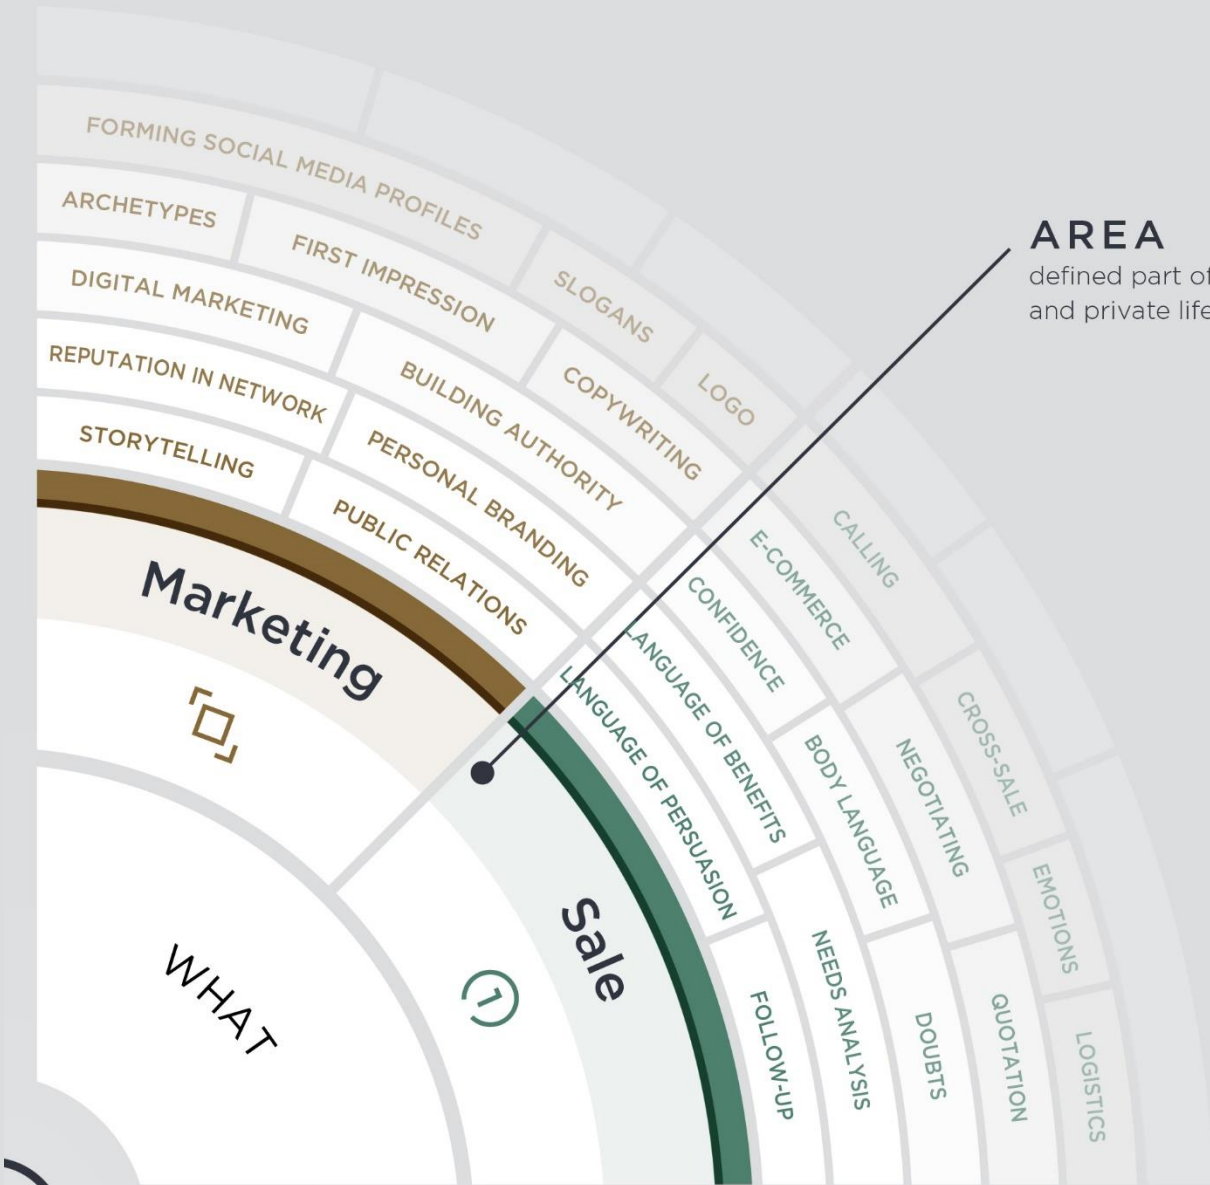 FORMING SOCIAL MEDIA PROFILES
SLOGANS
LOGO
ARCHETYPES
FIRST IMPRESSION
COPYWRITING
DIGITAL MARKETING
BUILDING AUTHORITY
REPUTATION IN NETWORK
PERSONAL BRANDING
STORYTELLING
PUBLIC RELATIONS
Marketing
WHAT
AREA
defined part of
and private life
CALLING
CROSS-SALE
EMOTIONS
LOGISTICS
E-COMMERCE
NEGOTIATING
QUOTATION
CONFIDENCE
BODY LANGUAGE
DOUBTS
LANGUAGE OF BENEFITS
NEEDS ANALYSIS
LANGUAGE OF PERSUASION
FOLLOW-UP
Sale
1